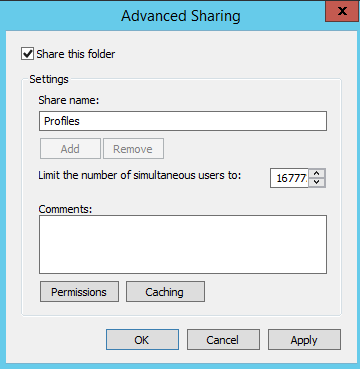 Advanced Sharing
x
Share this folder
Settings
Share name:
Profiles
Add Remove
Limit the number of simultaneous users to: 16777
Comments:
Permissions Caching
OK Cancel Apply